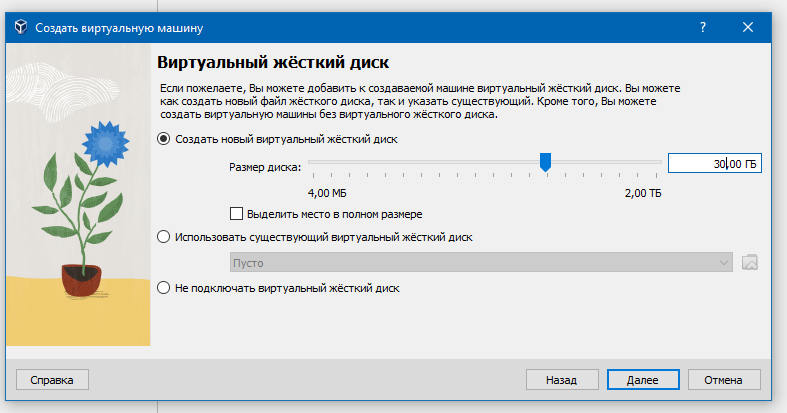 Создать виртуальную машину
Виртуальный жёсткий диск
Если пожелаете, Вы можете добавить к создаваемой машине виртуальный жёсткий диск. Вы можете
как создать новый файл жёсткого диска, так и указать существующий. Кроме того, Вы можете
создать виртуальную машины без виртуального жёсткого диска.
Создать новый виртуальный жёсткий диск
Размер диска:
30,00 ГБ
4,00 МБ
2,00 ТБ
Выделить место в полном размере
Использовать существующий виртуальный жёсткий диск
Пусто
Не подключать виртуальный жёсткий диск
Справка
Назад
Далее
Отмена